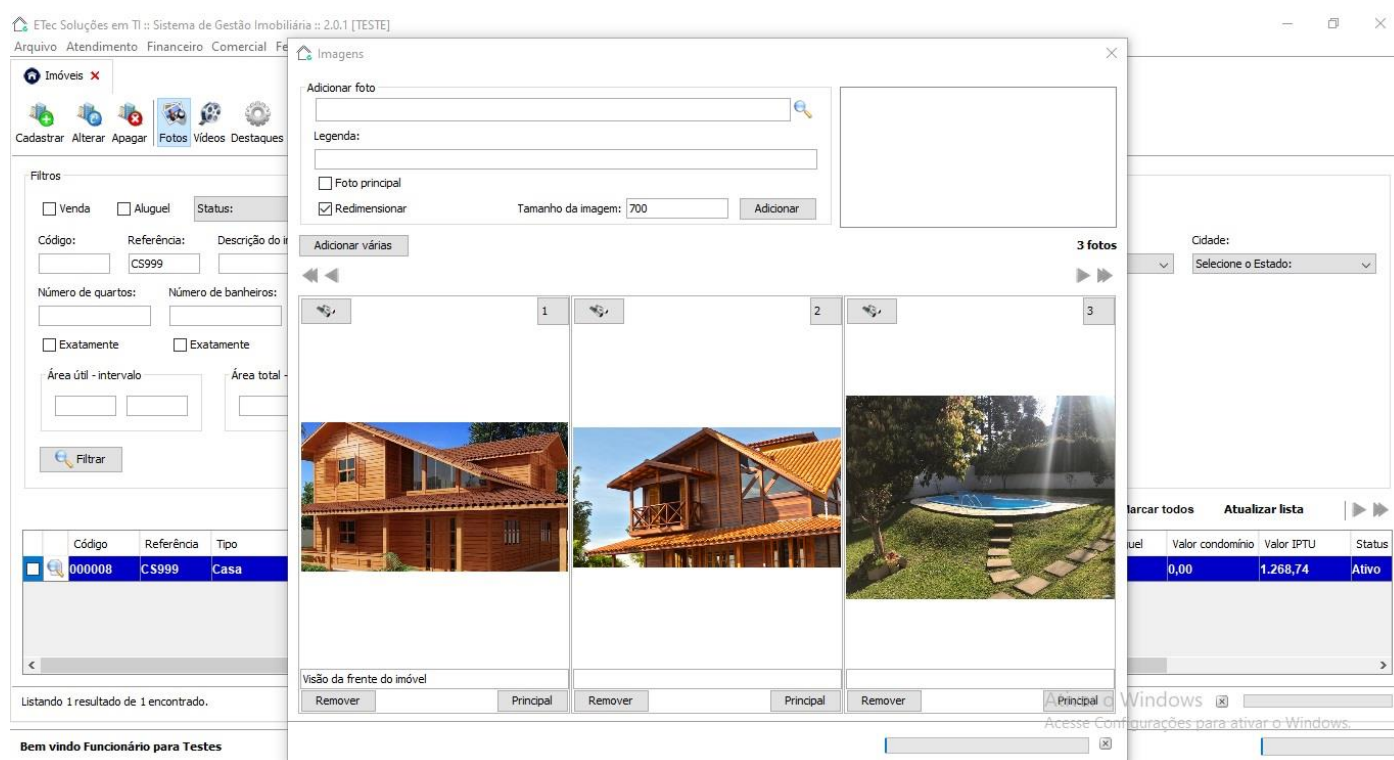 ETec Soluções em TI :: Sistema de Gestão Imobiliária :: 2.0.1 [TESTE]
Arquivo Atendimento Financeiro Comercial Fe
Imagens
Imóveis
Cadastrar Alterar Apagar Fotos Vídeos Destaques
Adicionar foto
Legenda:
Foto principal
Redimensionar Tamanho da imagem: 700 Adicionar
Adicionar várias 3 fotos
Filtros
Venda Aluguel Status:
Código: Referência: Descrição do i Cidade:
CS999 Selecione o Estado:
Número de quartos: Número de banheiros:
Exatamente Exatamente
Área útil - intervalo Área total -
Filtrar
1 2 3
Marcar todos Atualizar lista
Código Referência Tipo uel Valor condomínio Valor IPTU Status
000008 CS999 Casa 0,00 1.268,74 Ativo
Visão da frente do imóvel
Remover Principal Remover Principal Remover Principal
Listando 1 resultado de 1 encontrado.
Ativar o Windows
Acesse Configurações para ativar o Windows.
Bem vindo Funcionário para Testes